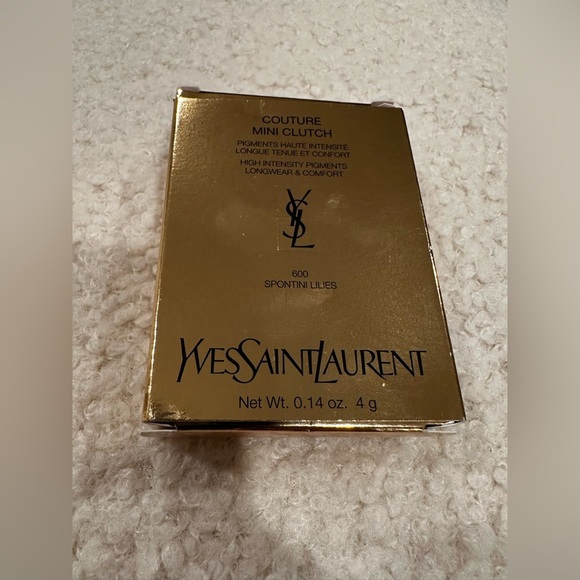 COUTURE
MINI CLUTCH
PIGMENTS HAUTE INTENSITÉ
LONGUE TENUE ET CONFORT
HIGH INTENSITY PIGMENTS
LONGWEAR & COMFORT
YSL
600
SPONTINI LILIES
YVESSAINTLAURENT
Net Wt. 0.14 oz. 4 g